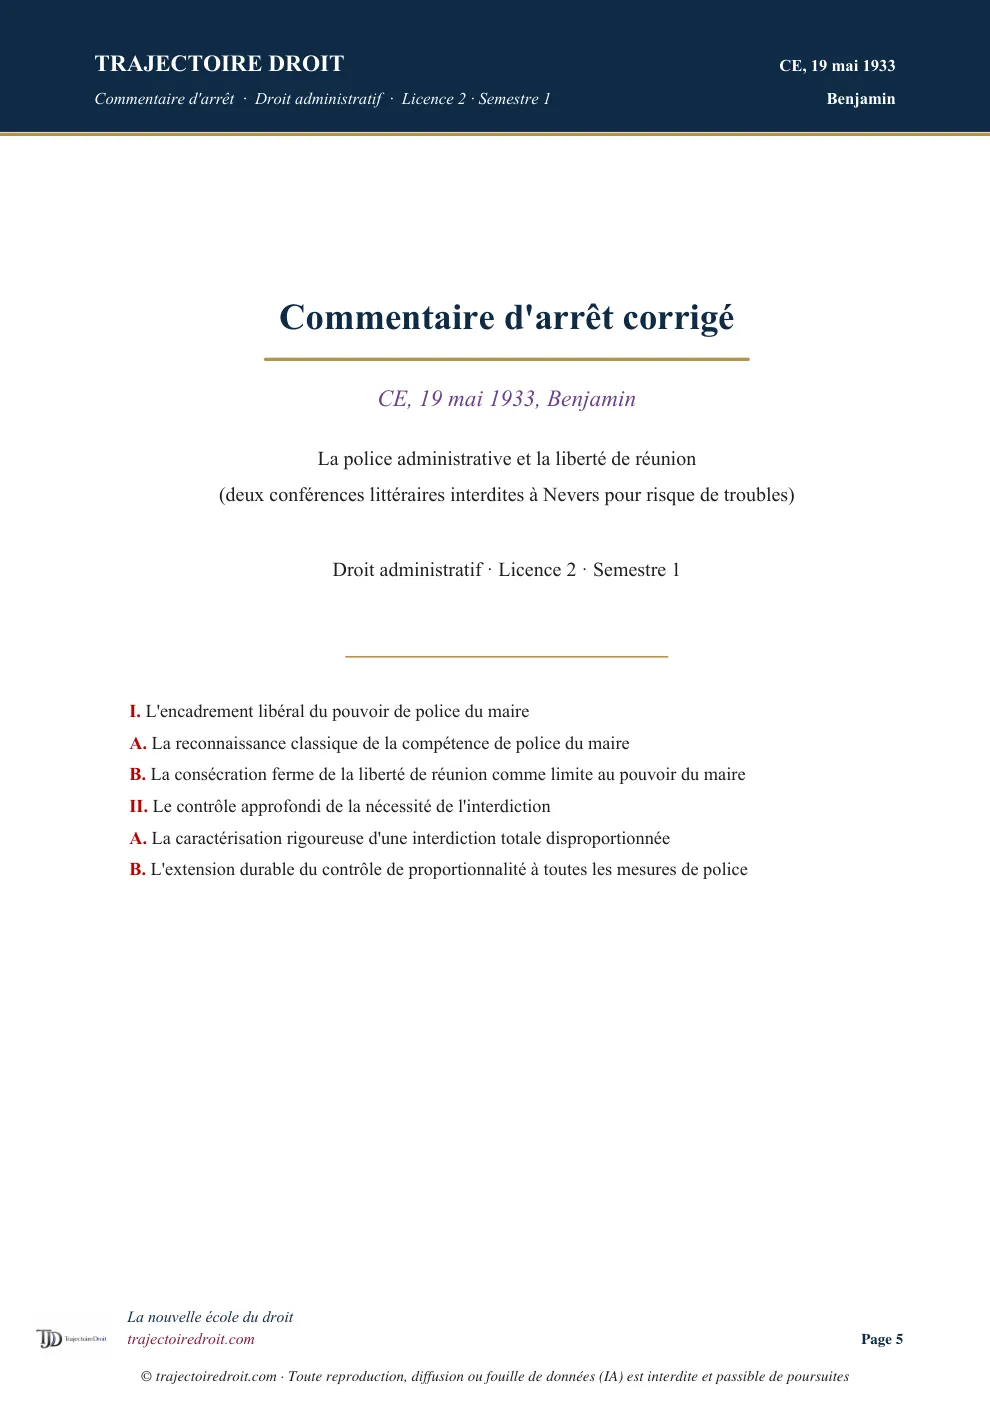 TRAJECTOIRE DROIT
CE, 19 mai 1933
Commentaire d'arrêt · Droit administratif · Licence 2 · Semestre 1
Benjamin
Commentaire d'arrêt corrigé
CE, 19 mai 1933, Benjamin
La police administrative et la liberté de réunion
(deux conférences littéraires interdites à Nevers pour risque de troubles)
Droit administratif · Licence 2 · Semestre 1
I. L'encadrement libéral du pouvoir de police du maire
A. La reconnaissance classique de la compétence de police du maire
B. La consécration ferme de la liberté de réunion comme limite au pouvoir du maire
II. Le contrôle approfondi de la nécessité de l'interdiction
A. La caractérisation rigoureuse d'une interdiction totale disproportionnée
B. L'extension durable du contrôle de proportionnalité à toutes les mesures de police
La nouvelle école du droit
TJD TrajectoireDroit
trajectoiredroit.com
Page 5
© trajectoiredroit.com · Toute reproduction, diffusion ou fouille de données (IA) est interdite et passible de poursuites